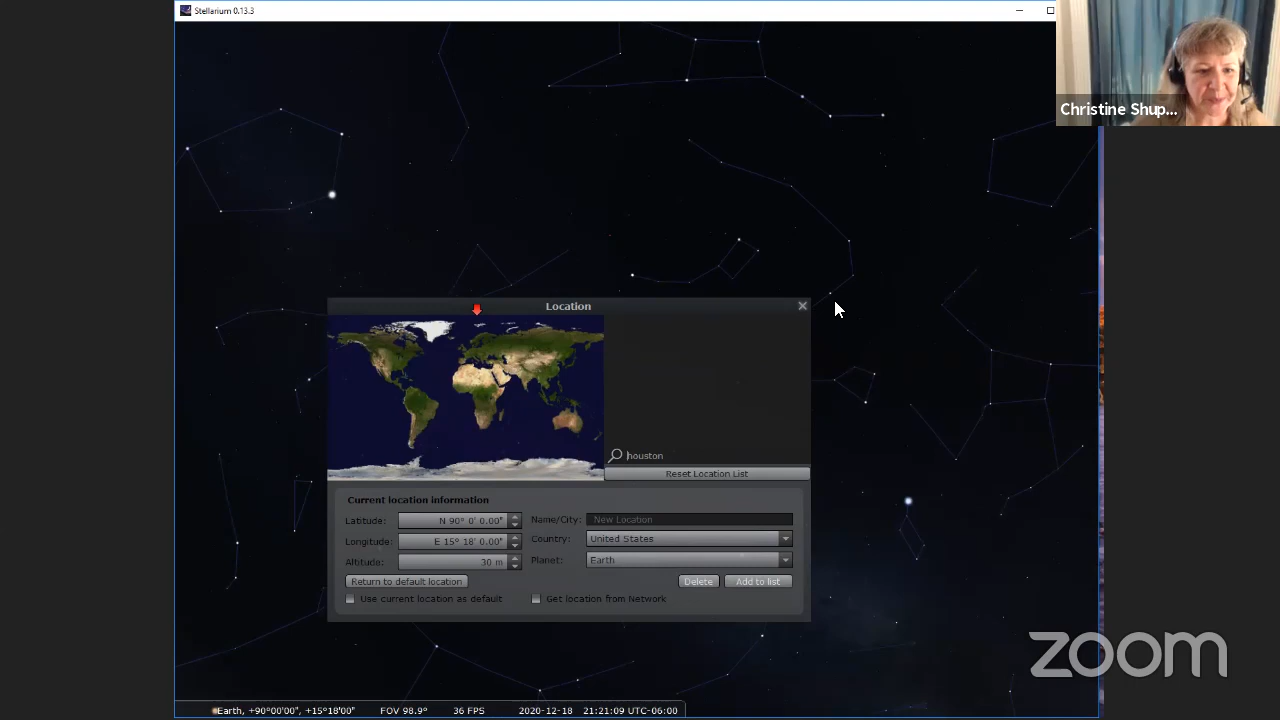 Stellarium 0.13.3
Christine Shup...
Location
houston
Reset Location List
Current location information
Latitude: N 90° 0' 0.00" Name/City: New Location
Longitude: E 15° 18' 0.00" Country: United States
Altitude: 30 m Planet: Earth
Return to default location Delete Add to list
Use current location as default Get location from Network
zoom
Earth, +90°00'00", +15°18'00" FOV 98.9° 36 FPS 2020-12-18 21:21:09 UTC-06:00